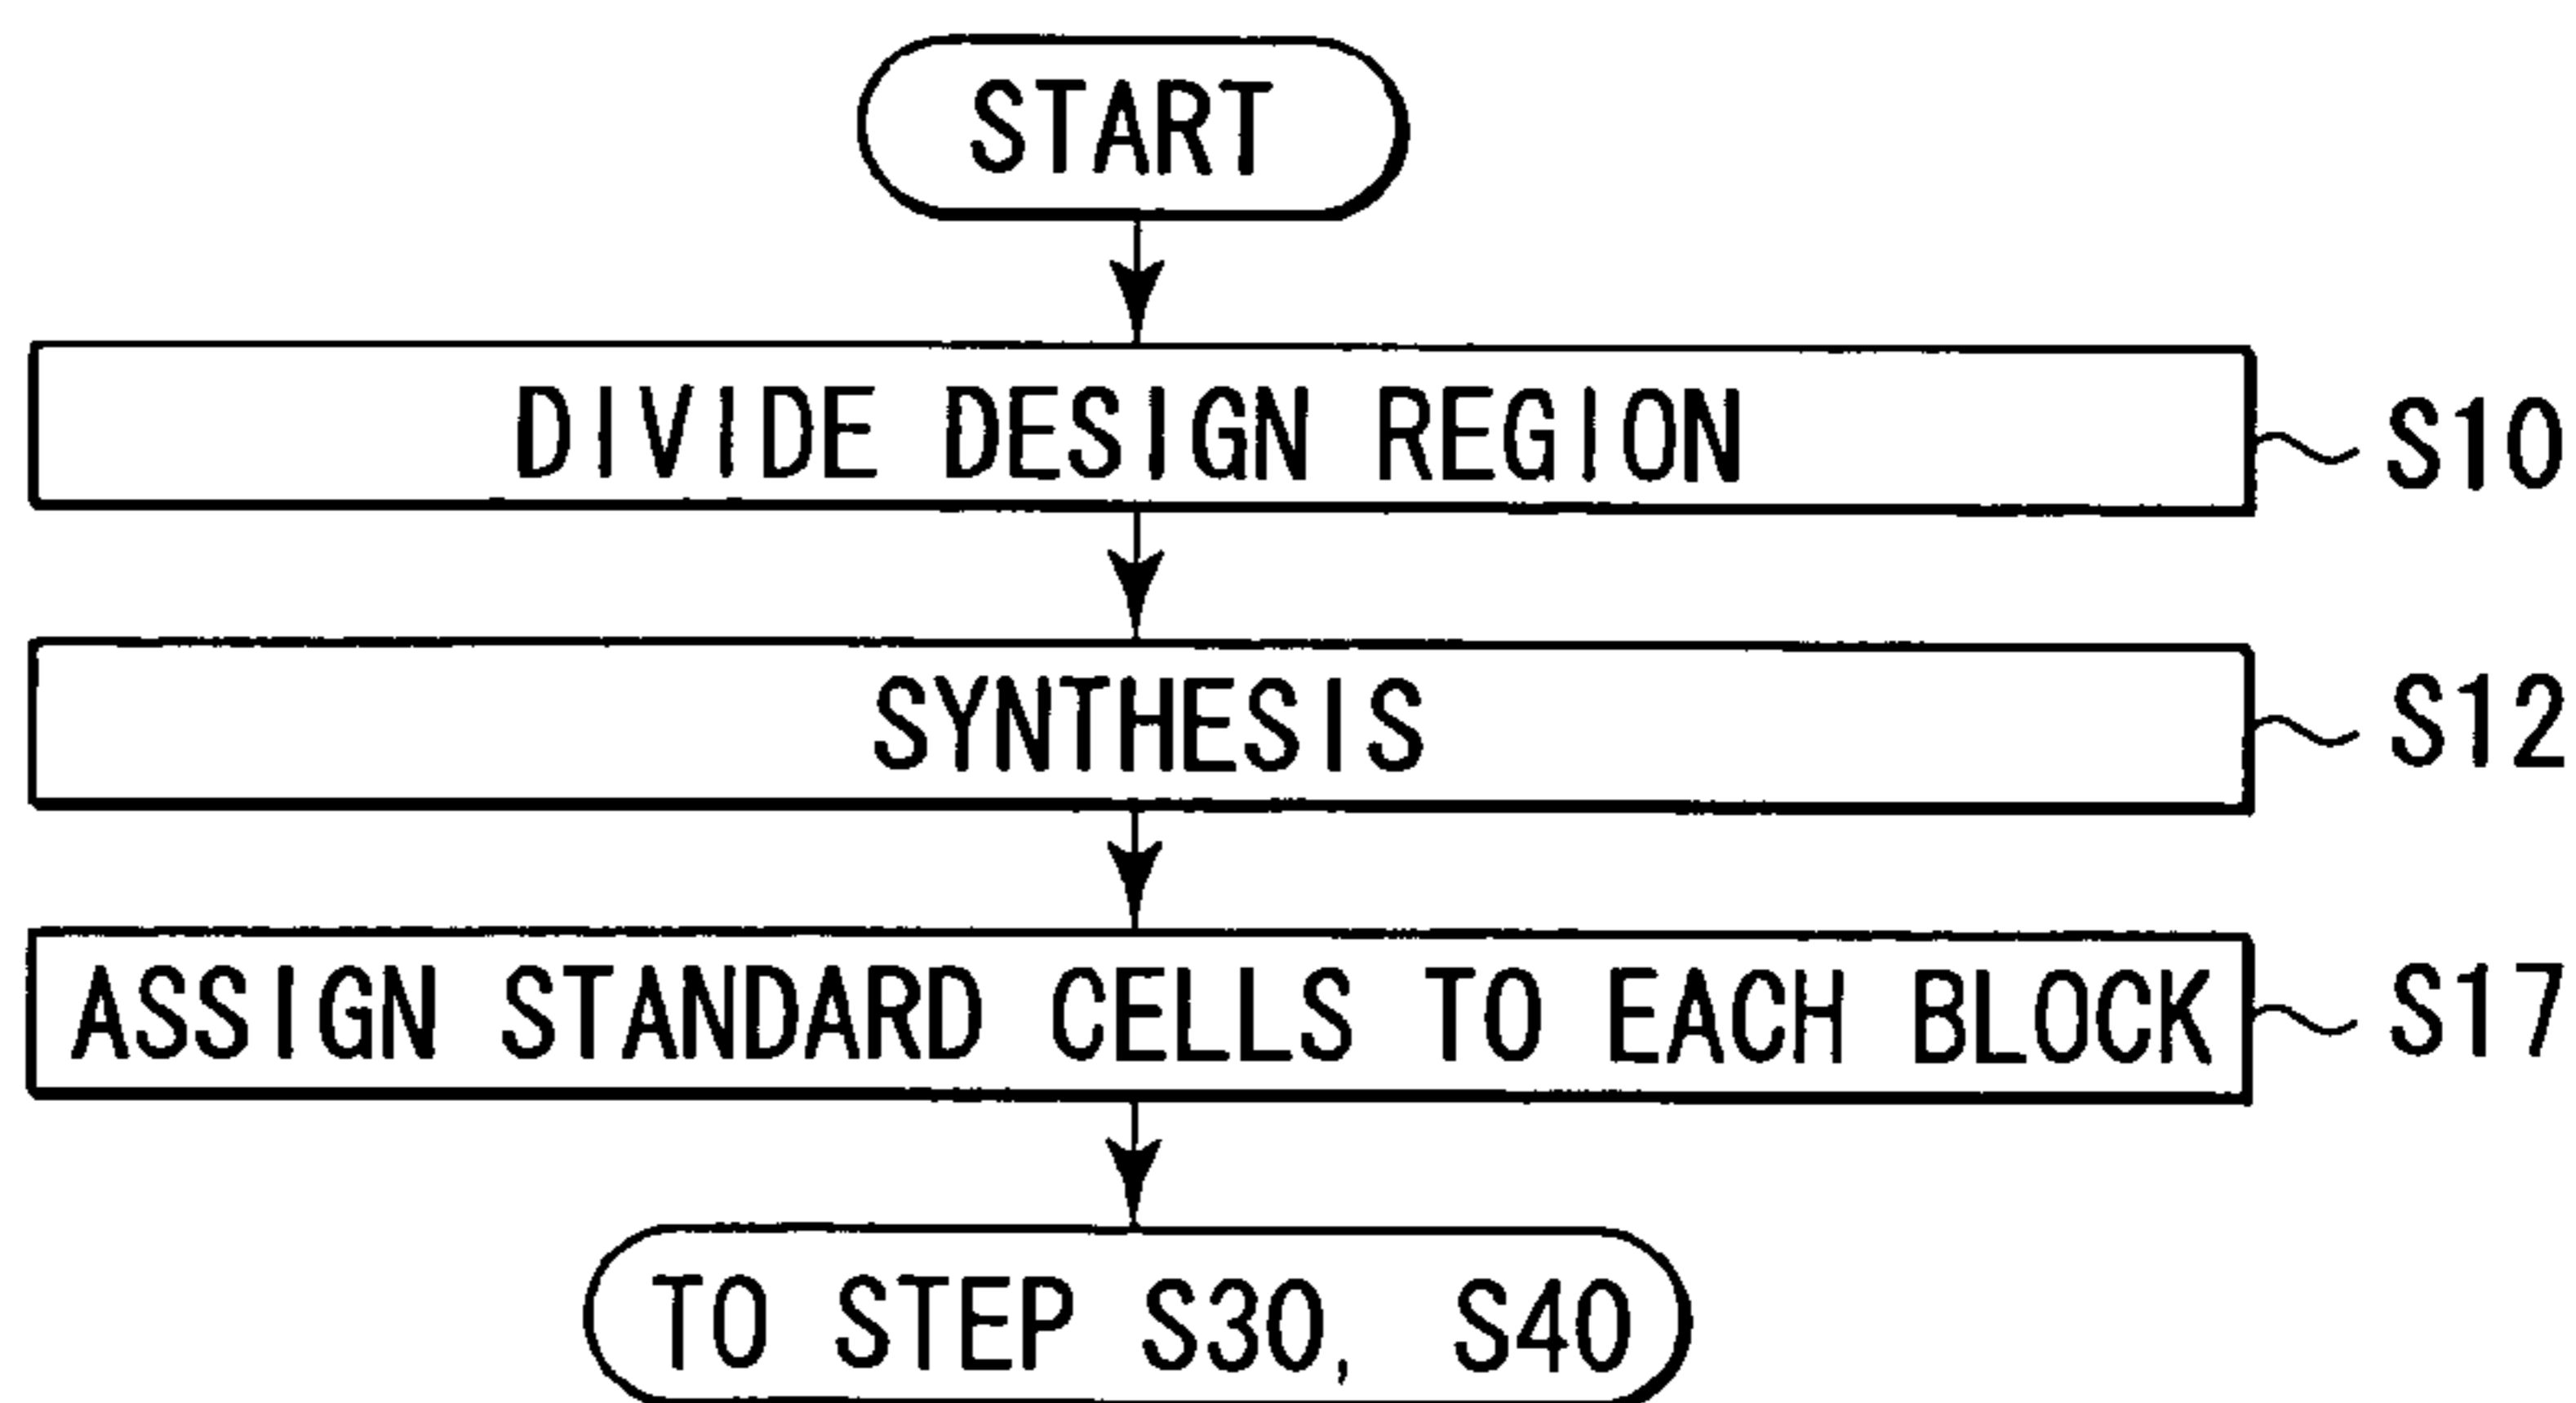 START
DIVIDE DESIGN REGION S10
SYNTHESIS S12
ASSIGN STANDARD CELLS TO EACH BLOCK S17
TO STEP S30, S40